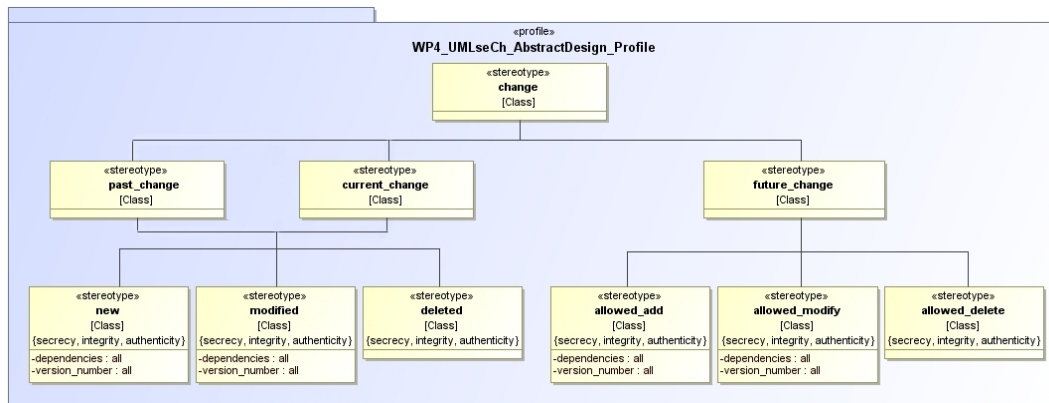 «profile»
WP4_UMLseCh_AbstractDesign_Profile
«stereotype»
change
[Class]
«stereotype»
past_change
[Class]
«stereotype»
current_change
[Class]
«stereotype»
future_change
[Class]
«stereotype»
new
[Class]
{secrecy, integrity, authenticity}
-dependencies : all
-version_number : all
«stereotype»
modified
[Class]
{secrecy, integrity, authenticity}
-dependencies : all
-version_number : all
«stereotype»
deleted
[Class]
{secrecy, integrity, authenticity}
«stereotype»
allowed_add
[Class]
{secrecy, integrity, authenticity}
-dependencies : all
-version_number : all
«stereotype»
allowed_modify
[Class]
{secrecy, integrity, authenticity}
-dependencies : all
-version_number : all
«stereotype»
allowed_delete
[Class]
{secrecy, integrity, authenticity}